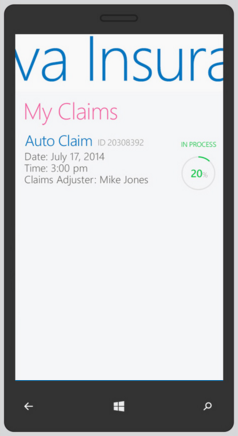 va Insura
My Claims
Auto Claim ID 20308392
IN PROCESS
Date: July 17, 2014
Time: 3:00 pm
20%
Claims Adjuster: Mike Jones